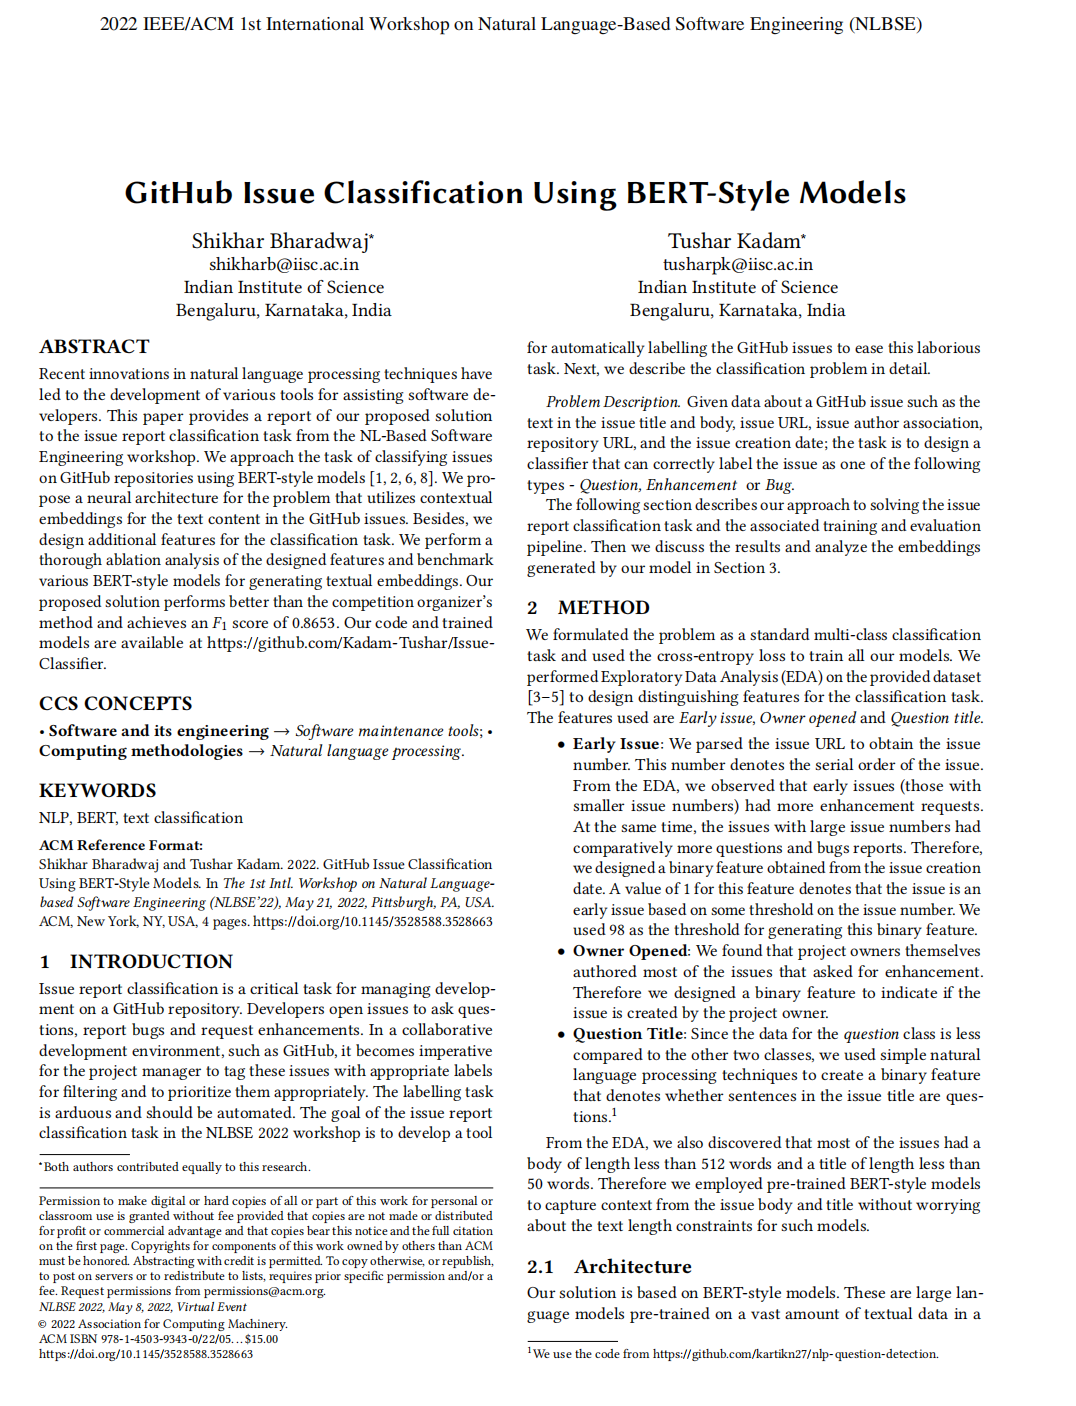 2022 IEEE/ACM 1st International Workshop on Natural Language-Based Software Engineering (NLBSE)
GitHub Issue Classification Using BERT-Style Models
Shikhar Bharadwaj*
shikharb@iisc.ac.in
Indian Institute of Science
Bengaluru, Karnataka, India
Tushar Kadam*
tusharpk@iisc.ac.in
Indian Institute of Science
Bengaluru, Karnataka, India
ABSTRACT
Recent innovations in natural language processing techniques have
led to the development of various tools for assisting software de-
velopers. This paper provides a report of our proposed solution
to the issue report classification task from the NL-Based Software
Engineering workshop. We approach the task of classifying issues
on GitHub repositories using BERT-style models [1, 2, 6, 8]. We pro-
pose a neural architecture for the problem that utilizes contextual
embeddings for the text content in the GitHub issues. Besides, we
design additional features for the classification task. We perform a
thorough ablation analysis of the designed features and benchmark
various BERT-style models for generating textual embeddings. Our
proposed solution performs better than the competition organizer's
method and achieves an F1 score of 0.8653. Our code and trained
models are available at https://github.com/Kadam-Tushar/Issue-
Classifier.
CCS CONCEPTS
• Software and its engineering → Software maintenance tools; •
Computing methodologies → Natural language processing.
KEYWORDS
NLP, BERT, text classification
ACM Reference Format:
Shikhar Bharadwaj and Tushar Kadam. 2022. GitHub Issue Classification
Using BERT-Style Models. In The 1st Intl. Workshop on Natural Language-
based Software Engineering (NLBSE'22), May 21, 2022, Pittsburgh, PA, USA.
ACM, New York, NY, USA, 4 pages. https://doi.org/10.1145/3528588.3528663
1 INTRODUCTION
Issue report classification is a critical task for managing develop-
ment on a GitHub repository. Developers open issues to ask ques-
tions, report bugs and request enhancements. In a collaborative
development environment, such as GitHub, it becomes imperative
for the project manager to tag these issues with appropriate labels
for filtering and to prioritize them appropriately. The labelling task
is arduous and should be automated. The goal of the issue report
classification task in the NLBSE 2022 workshop is to develop a tool
*Both authors contributed equally to this research.
Permission to make digital or hard copies of all or part of this work for personal or
classroom use is granted without fee provided that copies are not made or distributed
for profit or commercial advantage and that copies bear this notice and the full citation
on the first page. Copyrights for components of this work owned by others than ACM
must be honored. Abstracting with credit is permitted. To copy otherwise, or republish,
to post on servers or to redistribute to lists, requires prior specific permission and/or a
fee. Request permissions from permissions@acm.org.
NLBSE 2022, May 8, 2022, Virtual Event
© 2022 Association for Computing Machinery.
ACM ISBN 978-1-4503-9343-0/22/05...$15.00
https://doi.org/10.1145/3528588.3528663
for automatically labelling the GitHub issues to ease this laborious
task. Next, we describe the classification problem in detail.
Problem Description. Given data about a GitHub issue such as the
text in the issue title and body, issue URL, issue author association,
repository URL, and the issue creation date; the task is to design a
classifier that can correctly label the issue as one of the following
types - Question, Enhancement or Bug.
The following section describes our approach to solving the issue
report classification task and the associated training and evaluation
pipeline. Then we discuss the results and analyze the embeddings
generated by our model in Section 3.
2 METHOD
We formulated the problem as a standard multi-class classification
task and used the cross-entropy loss to train all our models. We
performed Exploratory Data Analysis (EDA) on the provided dataset
[3–5] to design distinguishing features for the classification task.
The features used are Early issue, Owner opened and Question title.
• Early Issue: We parsed the issue URL to obtain the issue
number. This number denotes the serial order of the issue.
From the EDA, we observed that early issues (those with
smaller issue numbers) had more enhancement requests.
At the same time, the issues with large issue numbers had
comparatively more questions and bugs reports. Therefore,
we designed a binary feature obtained from the issue creation
date. A value of 1 for this feature denotes that the issue is an
early issue based on some threshold on the issue number. We
used 98 as the threshold for generating this binary feature.
• Owner Opened: We found that project owners themselves
authored most of the issues that asked for enhancement.
Therefore we designed a binary feature to indicate if the
issue is created by the project owner.
• Question Title: Since the data for the question class is less
compared to the other two classes, we used simple natural
language processing techniques to create a binary feature
that denotes whether sentences in the issue title are ques-
tions.1
From the EDA, we also discovered that most of the issues had a
body of length less than 512 words and a title of length less than
50 words. Therefore we employed pre-trained BERT-style models
to capture context from the issue body and title without worrying
about the text length constraints for such models.
2.1 Architecture
Our solution is based on BERT-style models. These are large lan-
guage models pre-trained on a vast amount of textual data in a
1We use the code from https://github.com/kartikn27/nlp-question-detection.